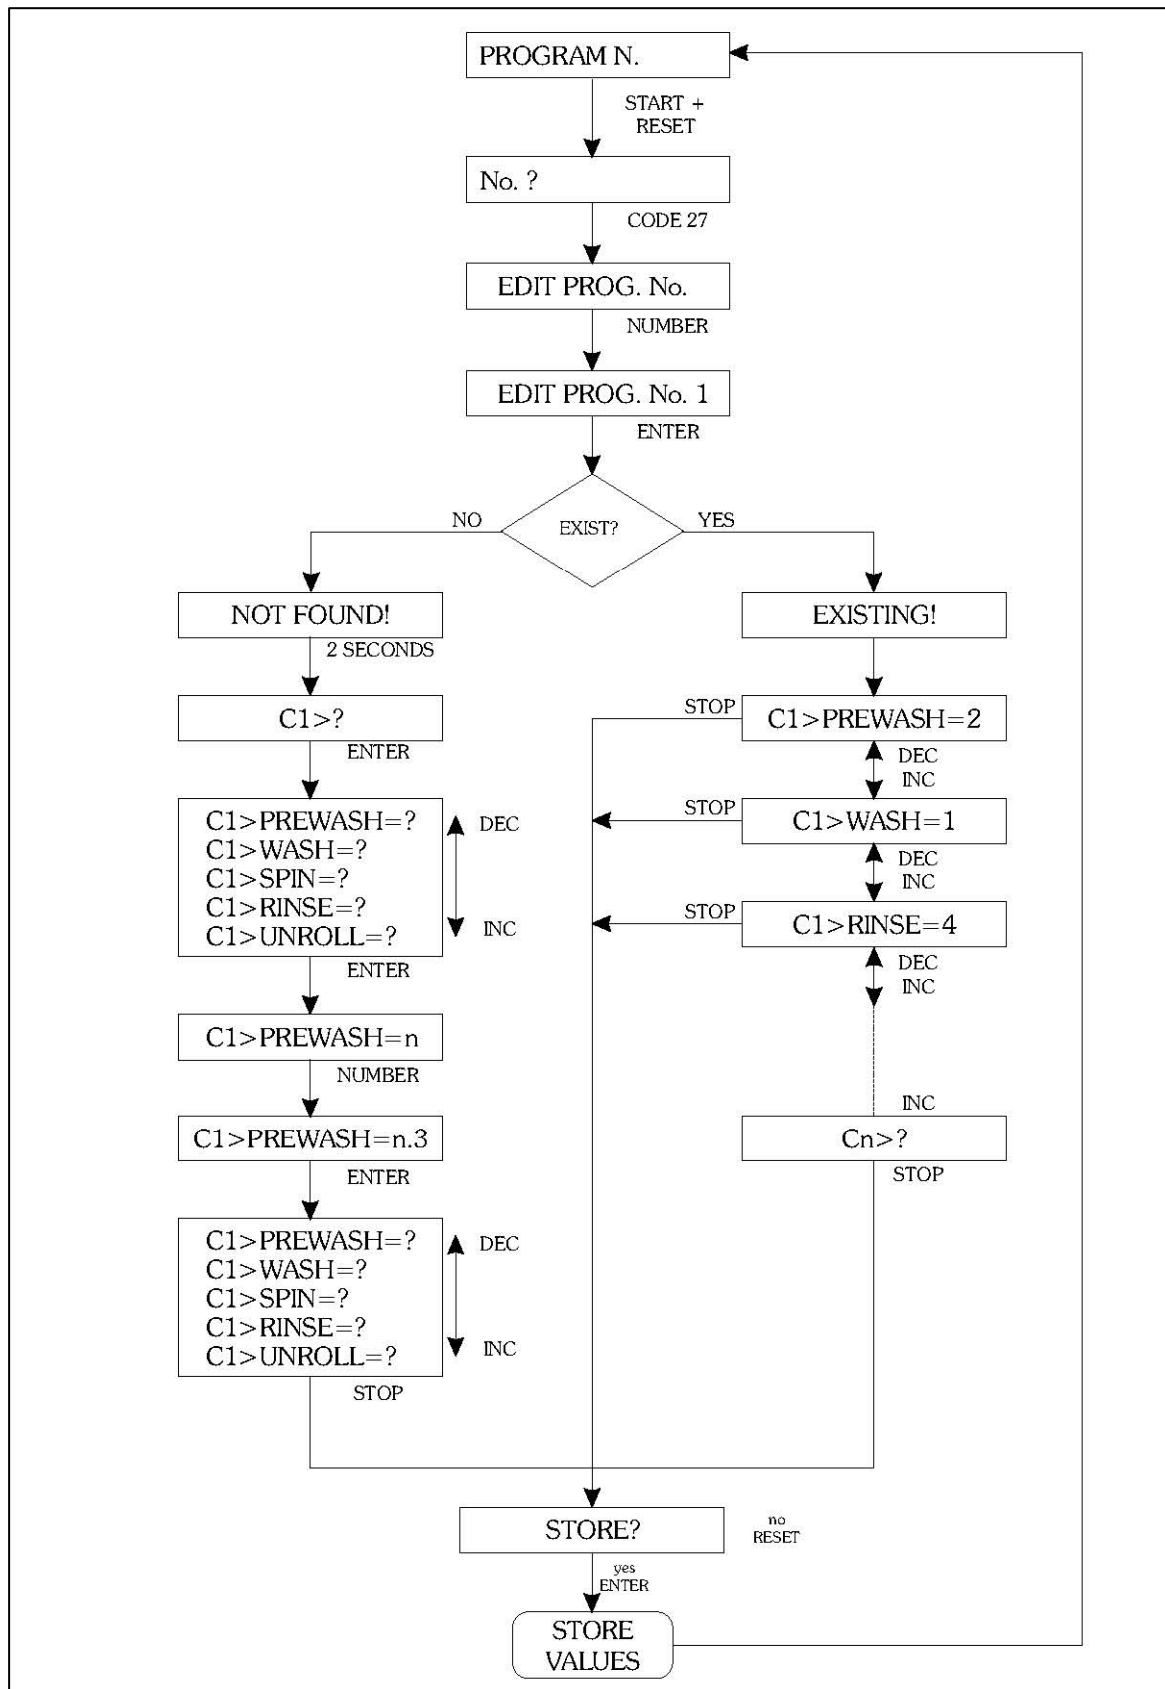 PROGRAM N.
START +
RESET
No. ?
CODE 27
EDIT PROG. No.
NUMBER
EDIT PROG. No. 1
ENTER
EXIST?
NO
YES
NOT FOUND!
2 SECONDS
C1>?
ENTER
C1>PREWASH=?
C1>WASH=?
C1>SPIN=?
C1>RINSE=?
C1>UNROLL=?
DEC
INC
ENTER
C1>PREWASH=n
NUMBER
C1>PREWASH=n.3
ENTER
C1>PREWASH=?
C1>WASH=?
C1>SPIN=?
C1>RINSE=?
C1>UNROLL=?
DEC
INC
STOP
EXISTING!
STOP
C1>PREWASH=2
DEC
INC
STOP
C1>WASH=1
DEC
INC
STOP
C1>RINSE=4
DEC
INC
INC
Cn>?
STOP
STORE?
no
RESET
yes
ENTER
STORE
VALUES